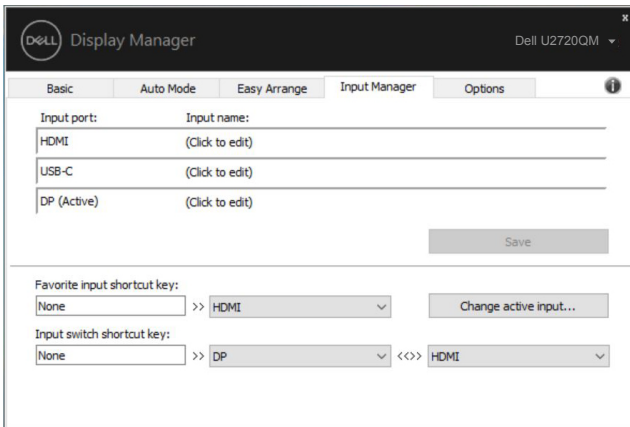 x
DELL Display Manager Dell U2720QM
Basic Auto Mode Easy Arrange Input Manager Options i
Input port: Input name:
HDMI (Click to edit)
USB-C (Click to edit)
DP (Active) (Click to edit)
Save
Favorite input shortcut key:
None >> HDMI Change active input...
Input switch shortcut key:
None >> DP <<>> HDMI